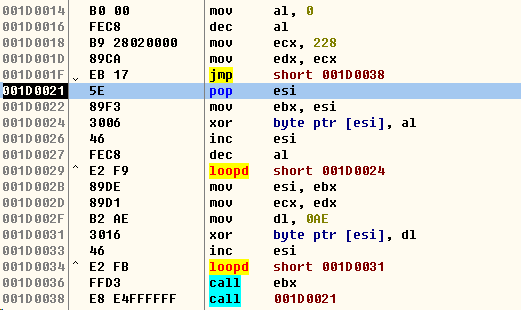 001D0014 B0 00 mov al, 0
001D0016 FEC8 dec al
001D0018 B9 28020000 mov ecx, 228
001D001D 89CA mov edx, ecx
001D001F EB 17 jmp short 001D0038
001D0021 5E pop esi
001D0022 89F3 mov ebx, esi
001D0024 3006 xor byte ptr [esi], al
001D0026 46 inc esi
001D0027 FEC8 dec al
001D0029 ^ E2 F9 loopd short 001D0024
001D002B 89DE mov esi, ebx
001D002D 89D1 mov ecx, edx
001D002F B2 AE mov dl, 0AE
001D0031 3016 xor byte ptr [esi], dl
001D0033 46 inc esi
001D0034 ^ E2 FB loopd short 001D0031
001D0036 FFD3 call ebx
001D0038 E8 E4FFFFFF call 001D0021